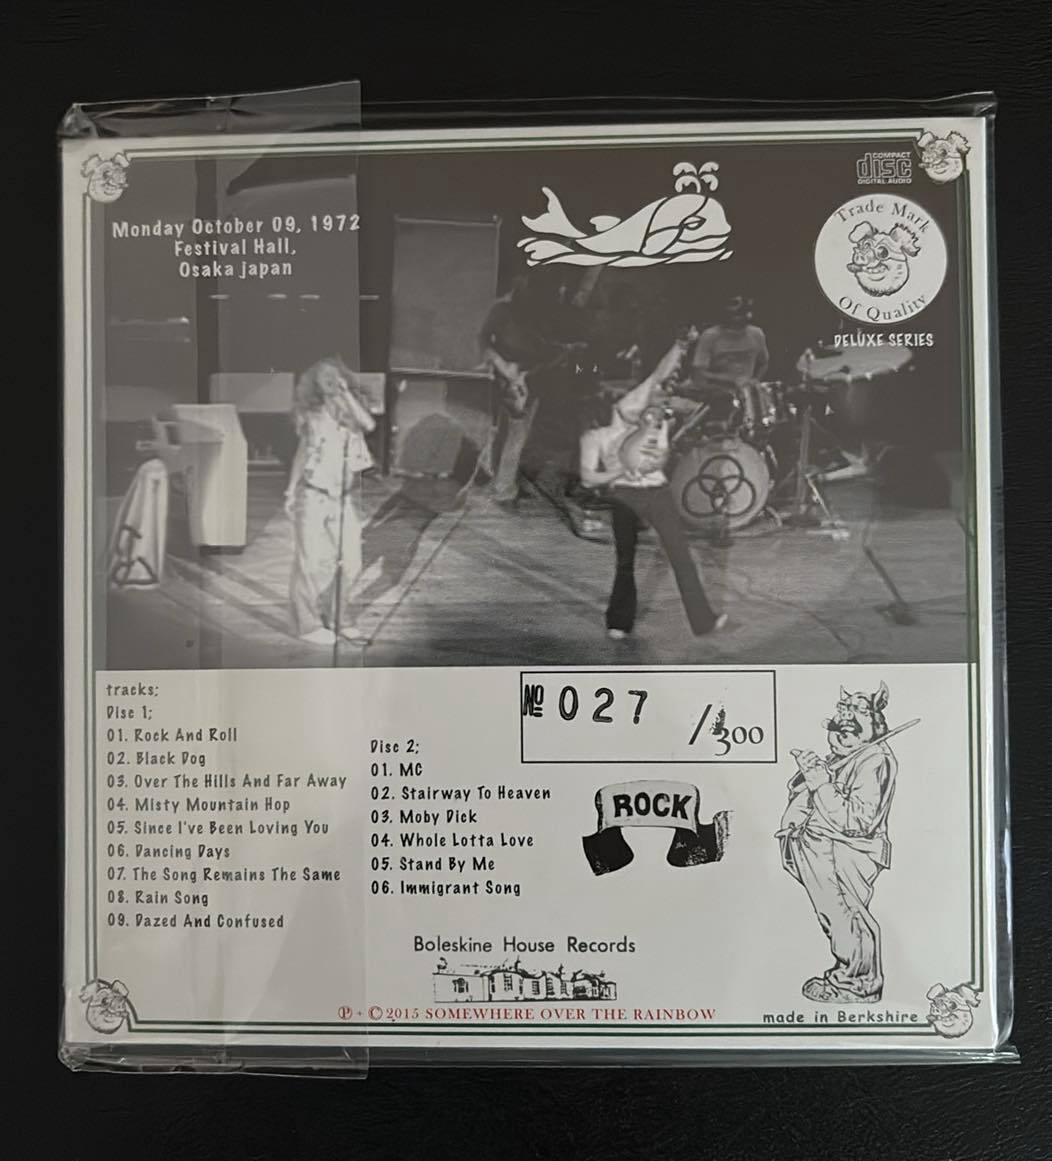 Monday October 09, 1972
Festival Hall,
Osaka japan
COMPACT
disc
DIGITAL AUDIO
Trade Mark
Of Quality
DELUXE SERIES
tracks;
Disc 1;
01. Rock And Roll
02. Black Dog
03. Over The Hills And Far Away
04. Misty Mountain Hop
05. Since I've Been Loving You
06. Dancing Days
07. The Song Remains The Same
08. Rain Song
09. Dazed And Confused
Disc 2;
01. MC
02. Stairway To Heaven
03. Moby Dick
04. Whole Lotta Love
05. Stand By Me
06. Immigrant Song
Nº 027 /300
ROCK
Boleskine House Records
℗ + © 2015 SOMEWHERE OVER THE RAINBOW
made in Berkshire